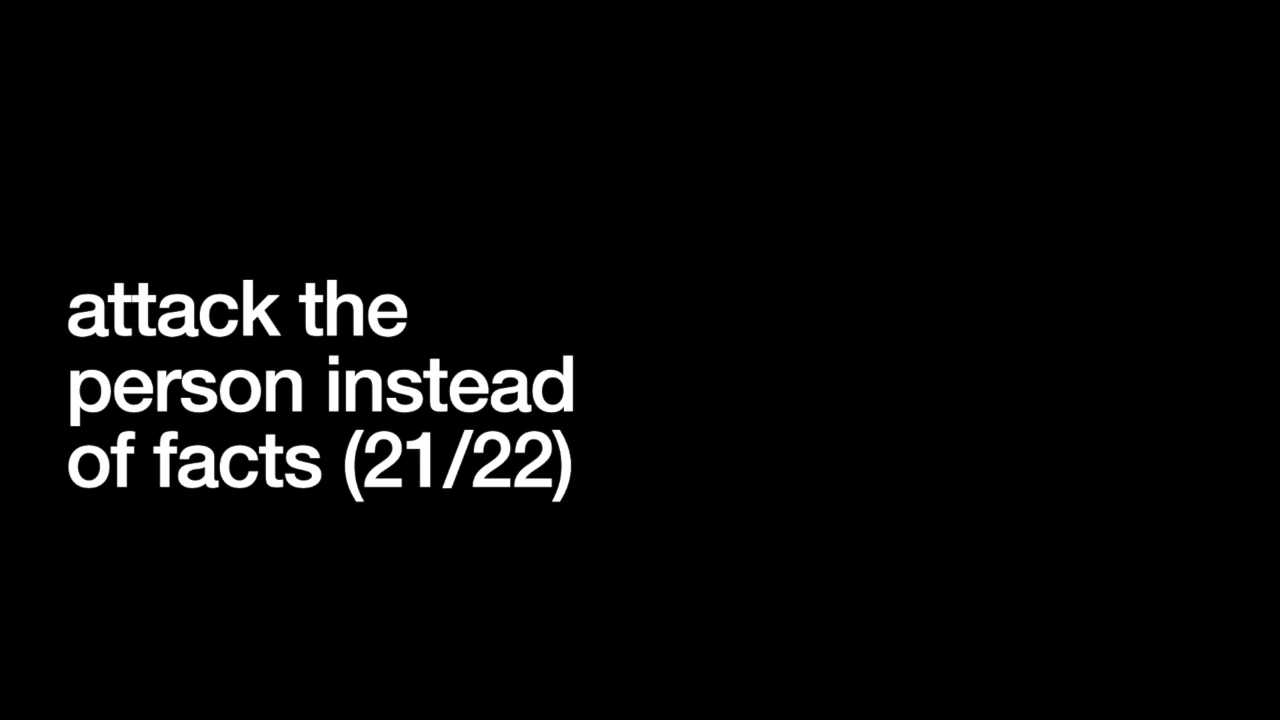 attack the
person instead
of facts (21/22)